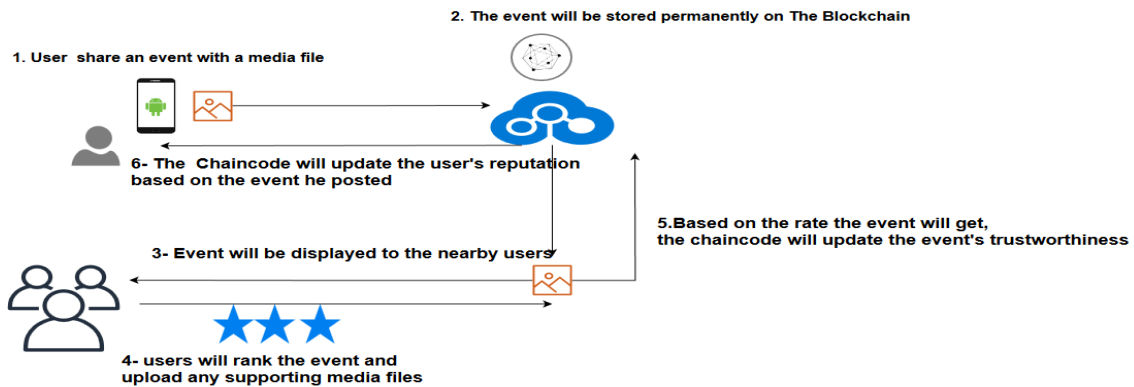 2. The event will be stored permanently on The Blockchain
1. User share an event with a media file
6- The Chaincode will update the user's reputation
based on the event he posted
5.Based on the rate the event will get,
the chaincode will update the event's trustworthiness
3- Event will be displayed to the nearby users
4- users will rank the event and
upload any supporting media files